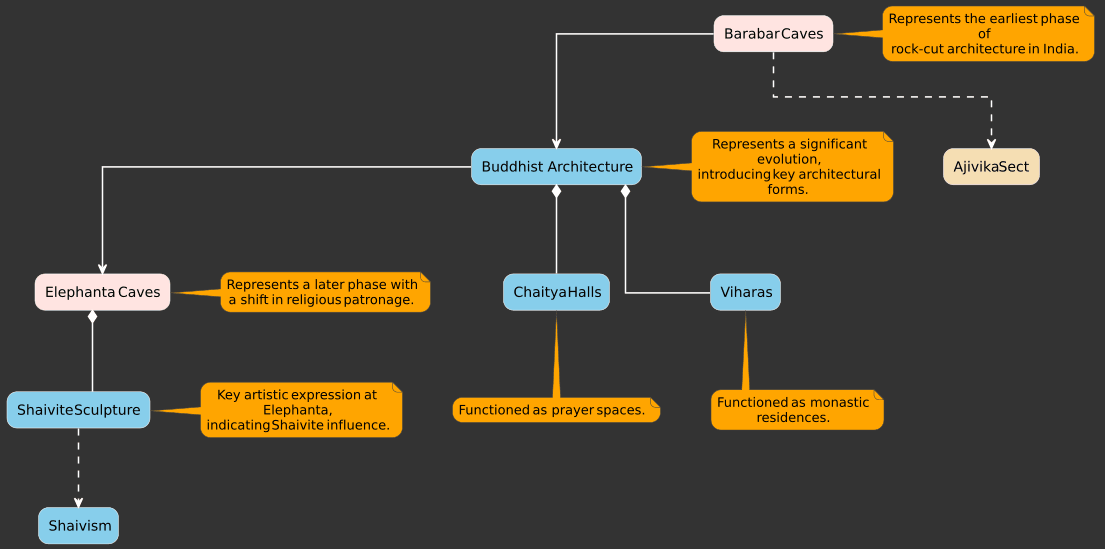 Barabar Caves
Represents the earliest phase
of
rock-cut architecture in India.
Buddhist Architecture
Represents a significant
evolution,
introducing key architectural
forms.
Ajivika Sect
Elephanta Caves
Represents a later phase with
a shift in religious patronage.
Chaitya Halls
Viharas
Shaivite Sculpture
Key artistic expression at
Elephanta,
indicating Shaivite influence.
Functioned as prayer spaces.
Functioned as monastic
residences.
Shaivism